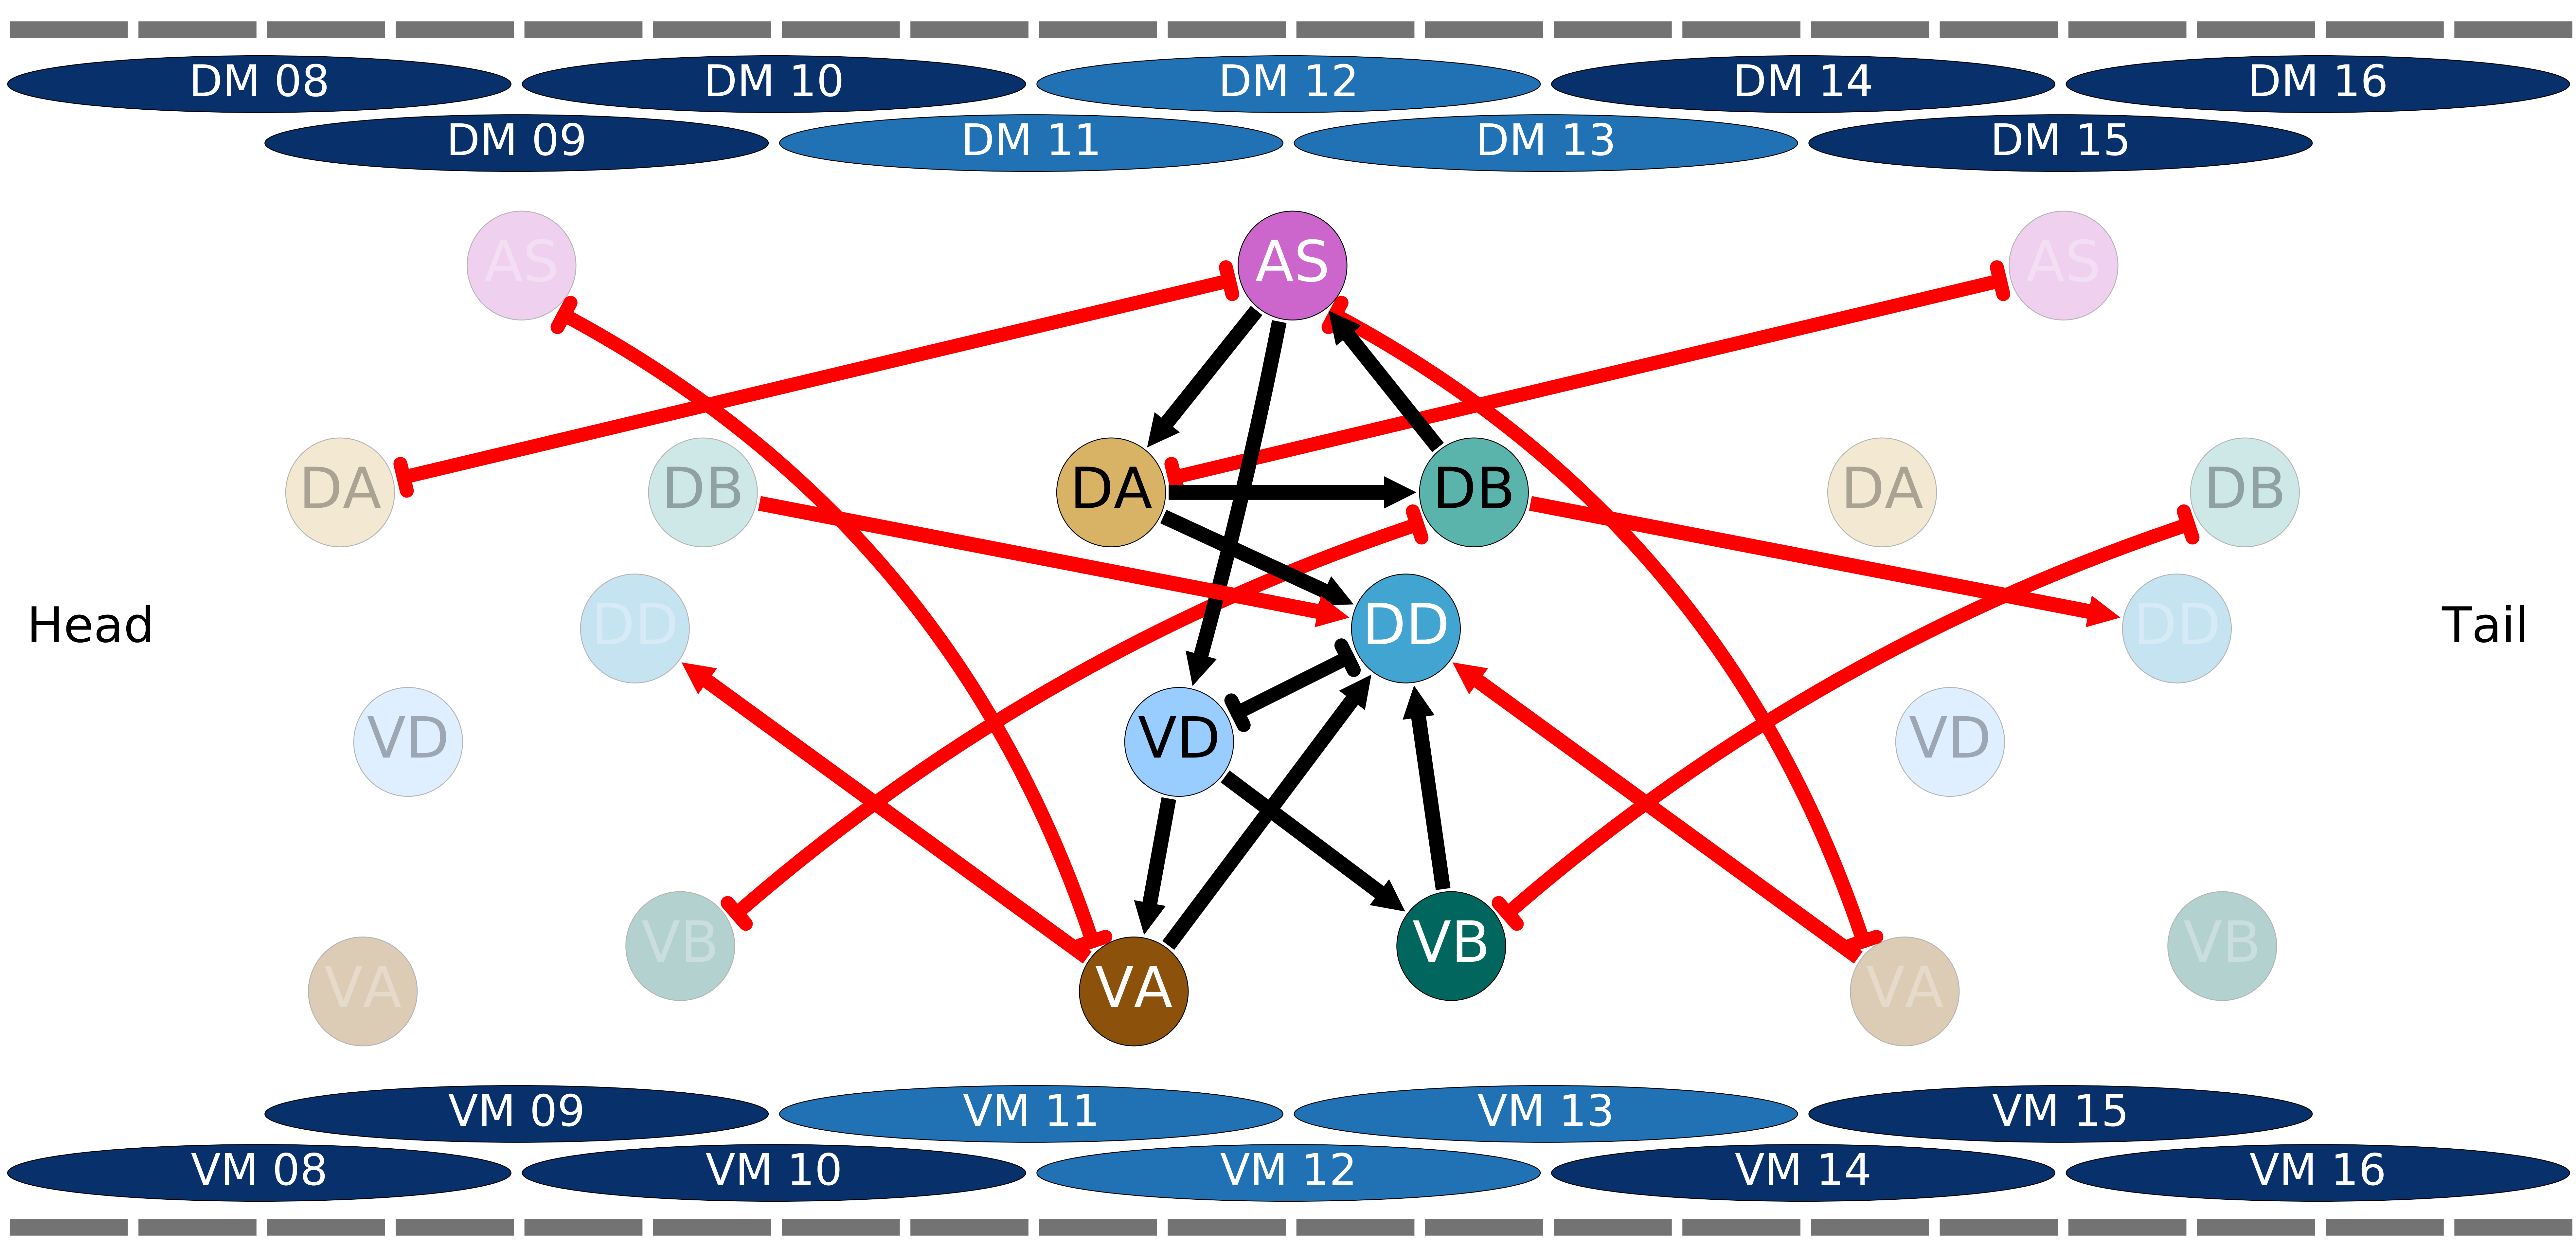 DM 08 DM 10 DM 12 DM 14 DM 16
DM 09 DM 11 DM 13 DM 15
AS AS AS
DA DB DA DB DA DB
Head DD DD DD Tail
VD VD VD
VB VB VB
VA VA VA
VM 09 VM 11 VM 13 VM 15
VM 08 VM 10 VM 12 VM 14 VM 16